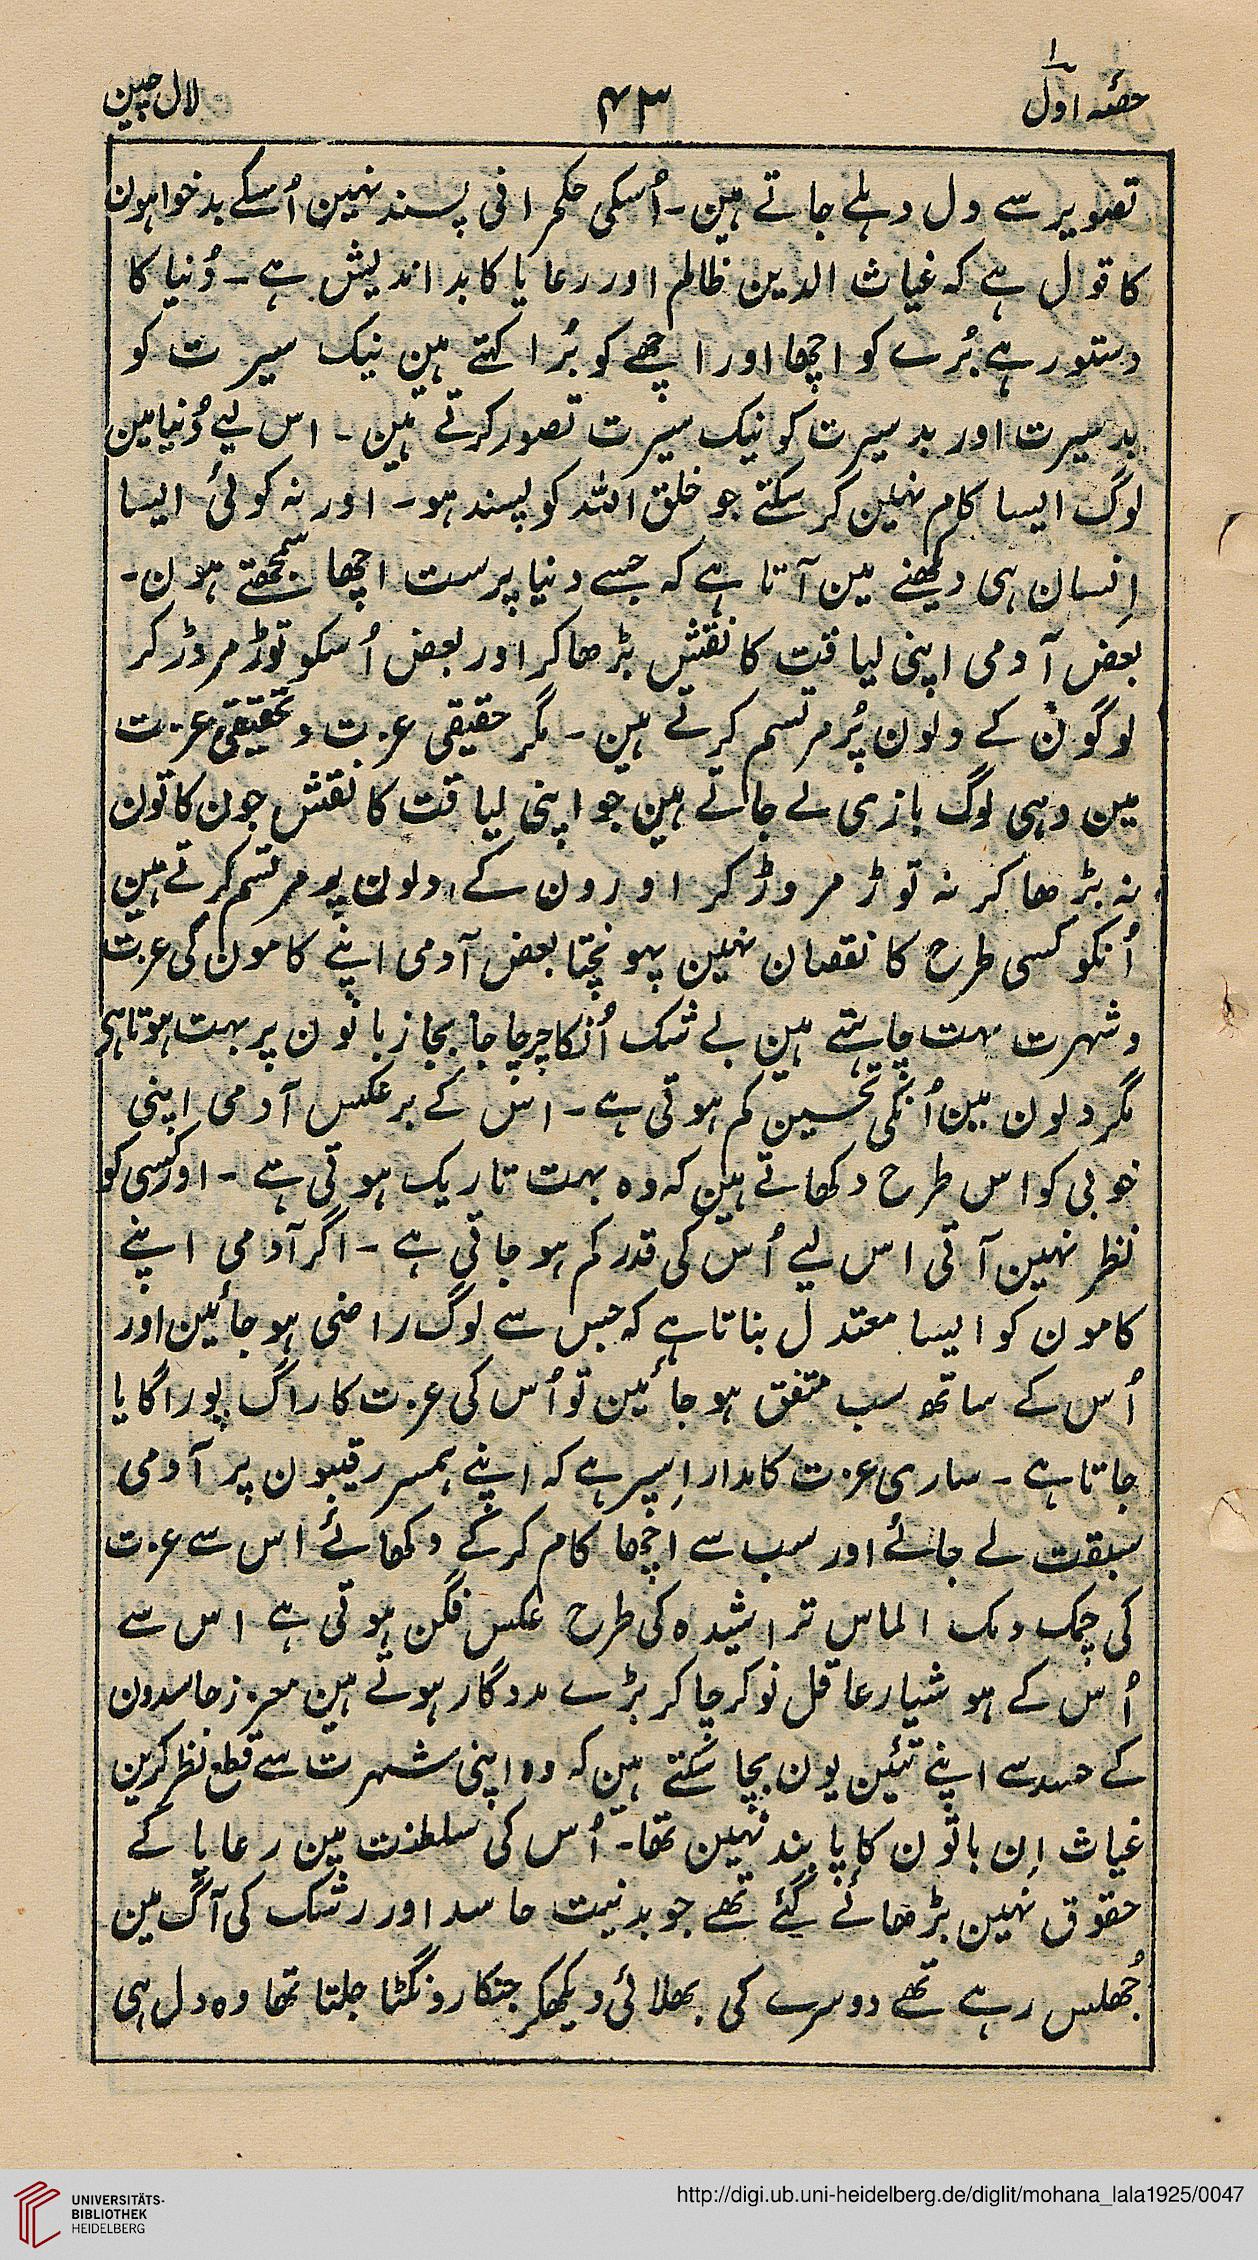 حصّہ اوّل
۴۳
لال چین
تصویر سے دل دہلے جاتے ہین۔ اُسکی حکمرانی پسند نہین اُسکے بدخواہون
کا قول ہے کہ غیاث الدین ظالم اور رعایا کا بد اندیش ہے۔ دُنیا کا
دستور ہے بُرے کو اچھا اور اچھے کو بُرا کہتے ہین نیک سیرت کو
بد سیرت اور بد سیرت کو نیک سیرت تصور کرتے ہین۔ اس لیے دُنیا مین
لوگ ایسا کام نہین کر سکتے جو خلق اللہ کو پسند ہو۔ اور نہ کوئی ایسا
اِنسان ہی دیکھنے مین آتا ہے کہ جسے دنیا پرست اچھا سمجھتے ہون۔
بعض آدمی اپنی لیاقت کا نقش بڑھا کر اور بعض اُسکو توڑ مروڑ کر
لوگون کے دلون پر مرتسم کرتے ہین۔ مگر حقیقی عزت و تحقیقی عزت
مین وہی لوگ بازی لے جاتے ہین جو اپنی لیاقت کا نقش جون کا تون
نہ بڑھا کر نہ توڑ مروڑ کر اورون کے دلون پر مرتسم کرتے ہین
اُنکو کسی طرح کا نقصان نہین پہونچتا بعض آدمی اپنے کامون کی عزت
و شہرت بہت چاہتے ہین بے شک اُنکا چرچا جا بجا زبانون پر بہت ہوتا ہی
مگر دلون مین اُنکی تحسین کم ہوتی ہے۔ اس کے برعکس آدمی اپنی
خوبی کو اس طرح دکھاتے ہین کہ وہ بہت تاریک ہوتی ہے۔ اور کسی کو
نظر نہین آتی اس لیے اُس کی قدر کم ہو جاتی ہے۔ اگر آدمی اپنے
کامون کو ایسا معتدل بناتا ہے کہ جس سے لوگ راضی ہو جائین اور
اُس کے ساتھ سب متفق ہو جائین تو اُس کی عزت کا راگ پورا گایا
جاتا ہے۔ ساری عزت کا مدار اِسپر ہے کہ اپنے ہمسر رقیبون پر آدمی
سبقت لے جائے اور سب سے اچھا کام کر کے دکھائے اس سے عزت
کی چمک دمک الماس تراشیدہ کی طرح عکس فگن ہوتی ہے اس سے
اُس کے ہوشیار عاقل نوکر چاکر بڑے مددگار ہوتے ہین معزز حاسدون
کے حسد سے اپنے تئین یون بچا سکتے ہین کہ وہ اپنی شہرت سے قطع نظر کرین
غیاث اِن باتون کا پابند نہین تھا۔ اُس کی سلطنت مین رعایا کے
حقوق نہین بڑھائے گئے تھے جو بد نیت حاسد اور رشک کی آگ مین
جُھلس رہے تھے دوسرے کی بھلائی دیکھکر جنکا رونگٹا جلتا تھا وہ دل ہی
UNIVERSITÄTS-
BIBLIOTHEK
HEIDELBERG
http://digi.ub.uni-heidelberg.de/diglit/mohana_lala1925/0047